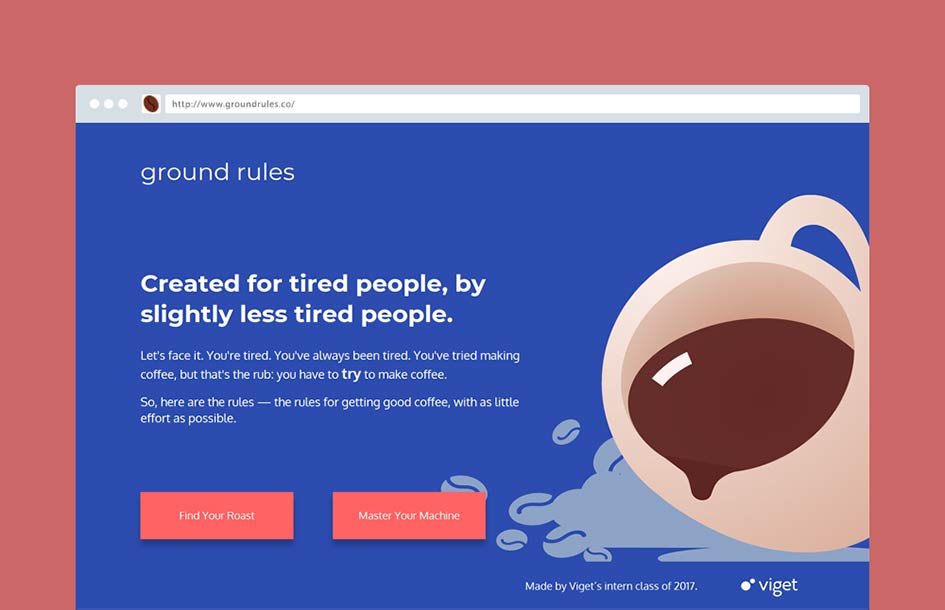 http://www.groundrules.co/
ground rules
Created for tired people, by
slightly less tired people.
Let's face it. You're tired. You've always been tired. You've tried making
coffee, but that's the rub: you have to try to make coffee.
So, here are the rules — the rules for getting good coffee, with as little
effort as possible.
Find Your Roast
Master Your Machine
Made by Viget's intern class of 2017.
viget